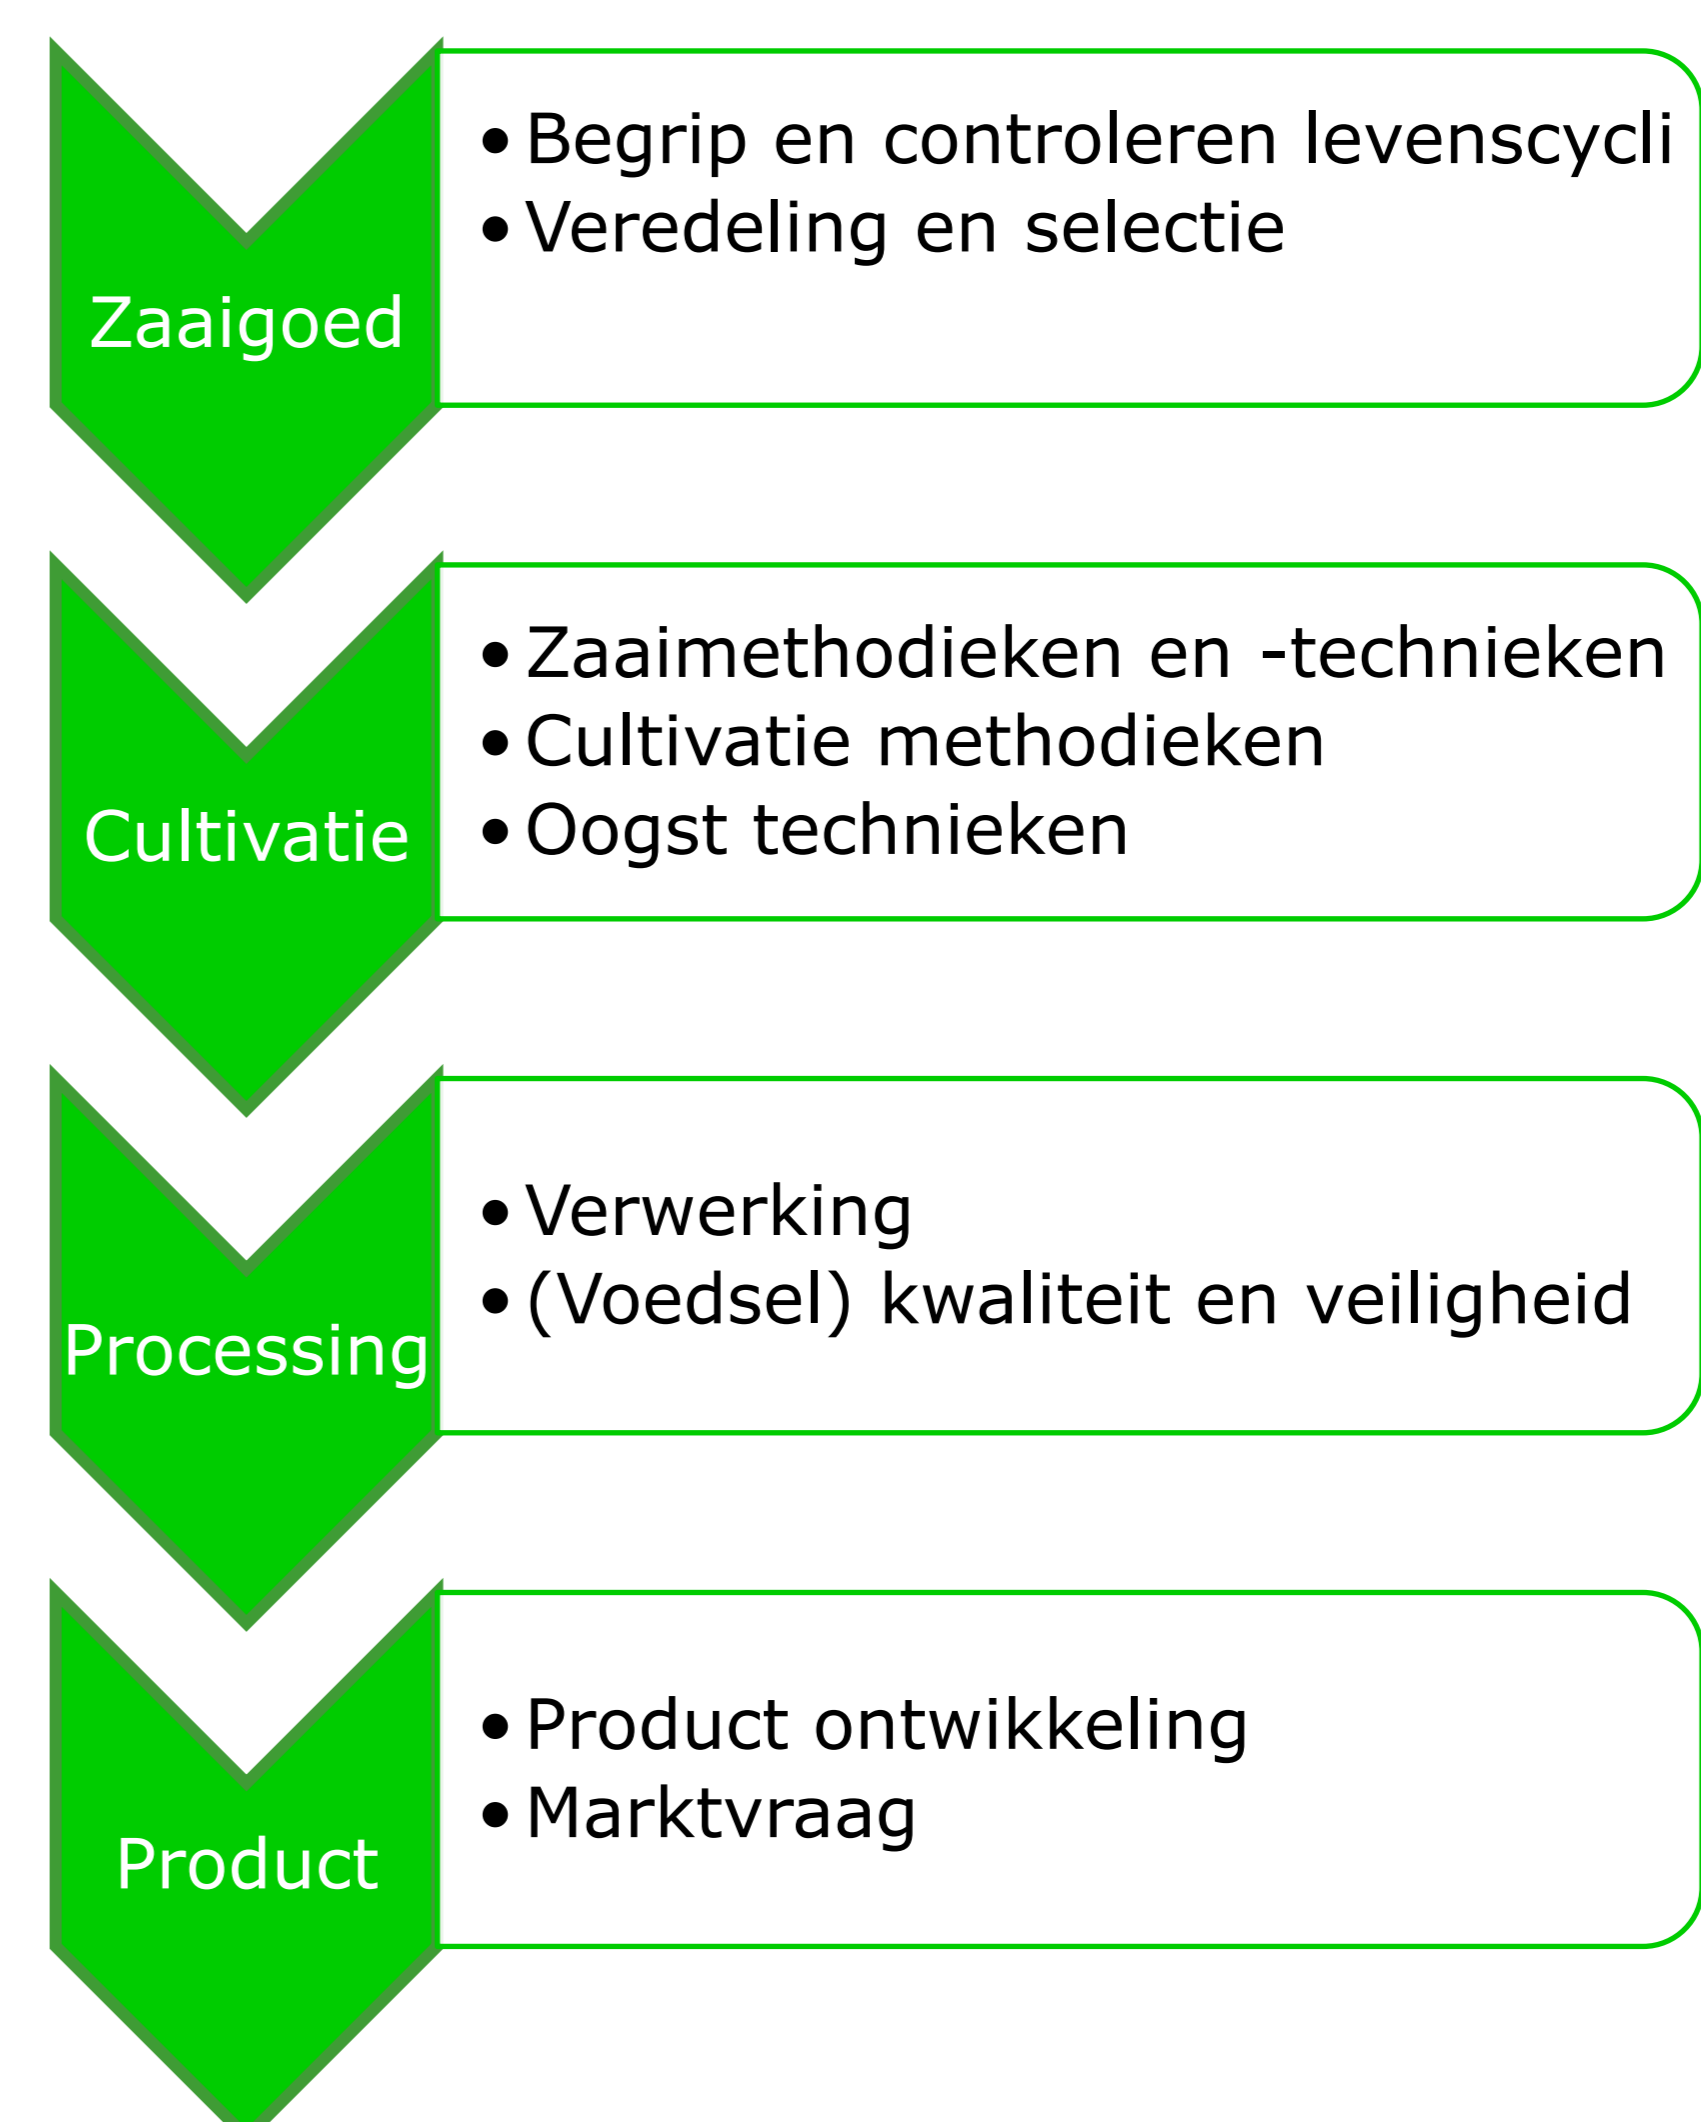 Zaaigoed
• Begrip en controleren levenscycli
• Veredeling en selectie
Cultivatie
• Zaaimethodieken en -technieken
• Cultivatie methodieken
• Oogst technieken
Processing
• Verwerking
• (Voedsel) kwaliteit en veiligheid
Product
• Product ontwikkeling
• Marktvraag